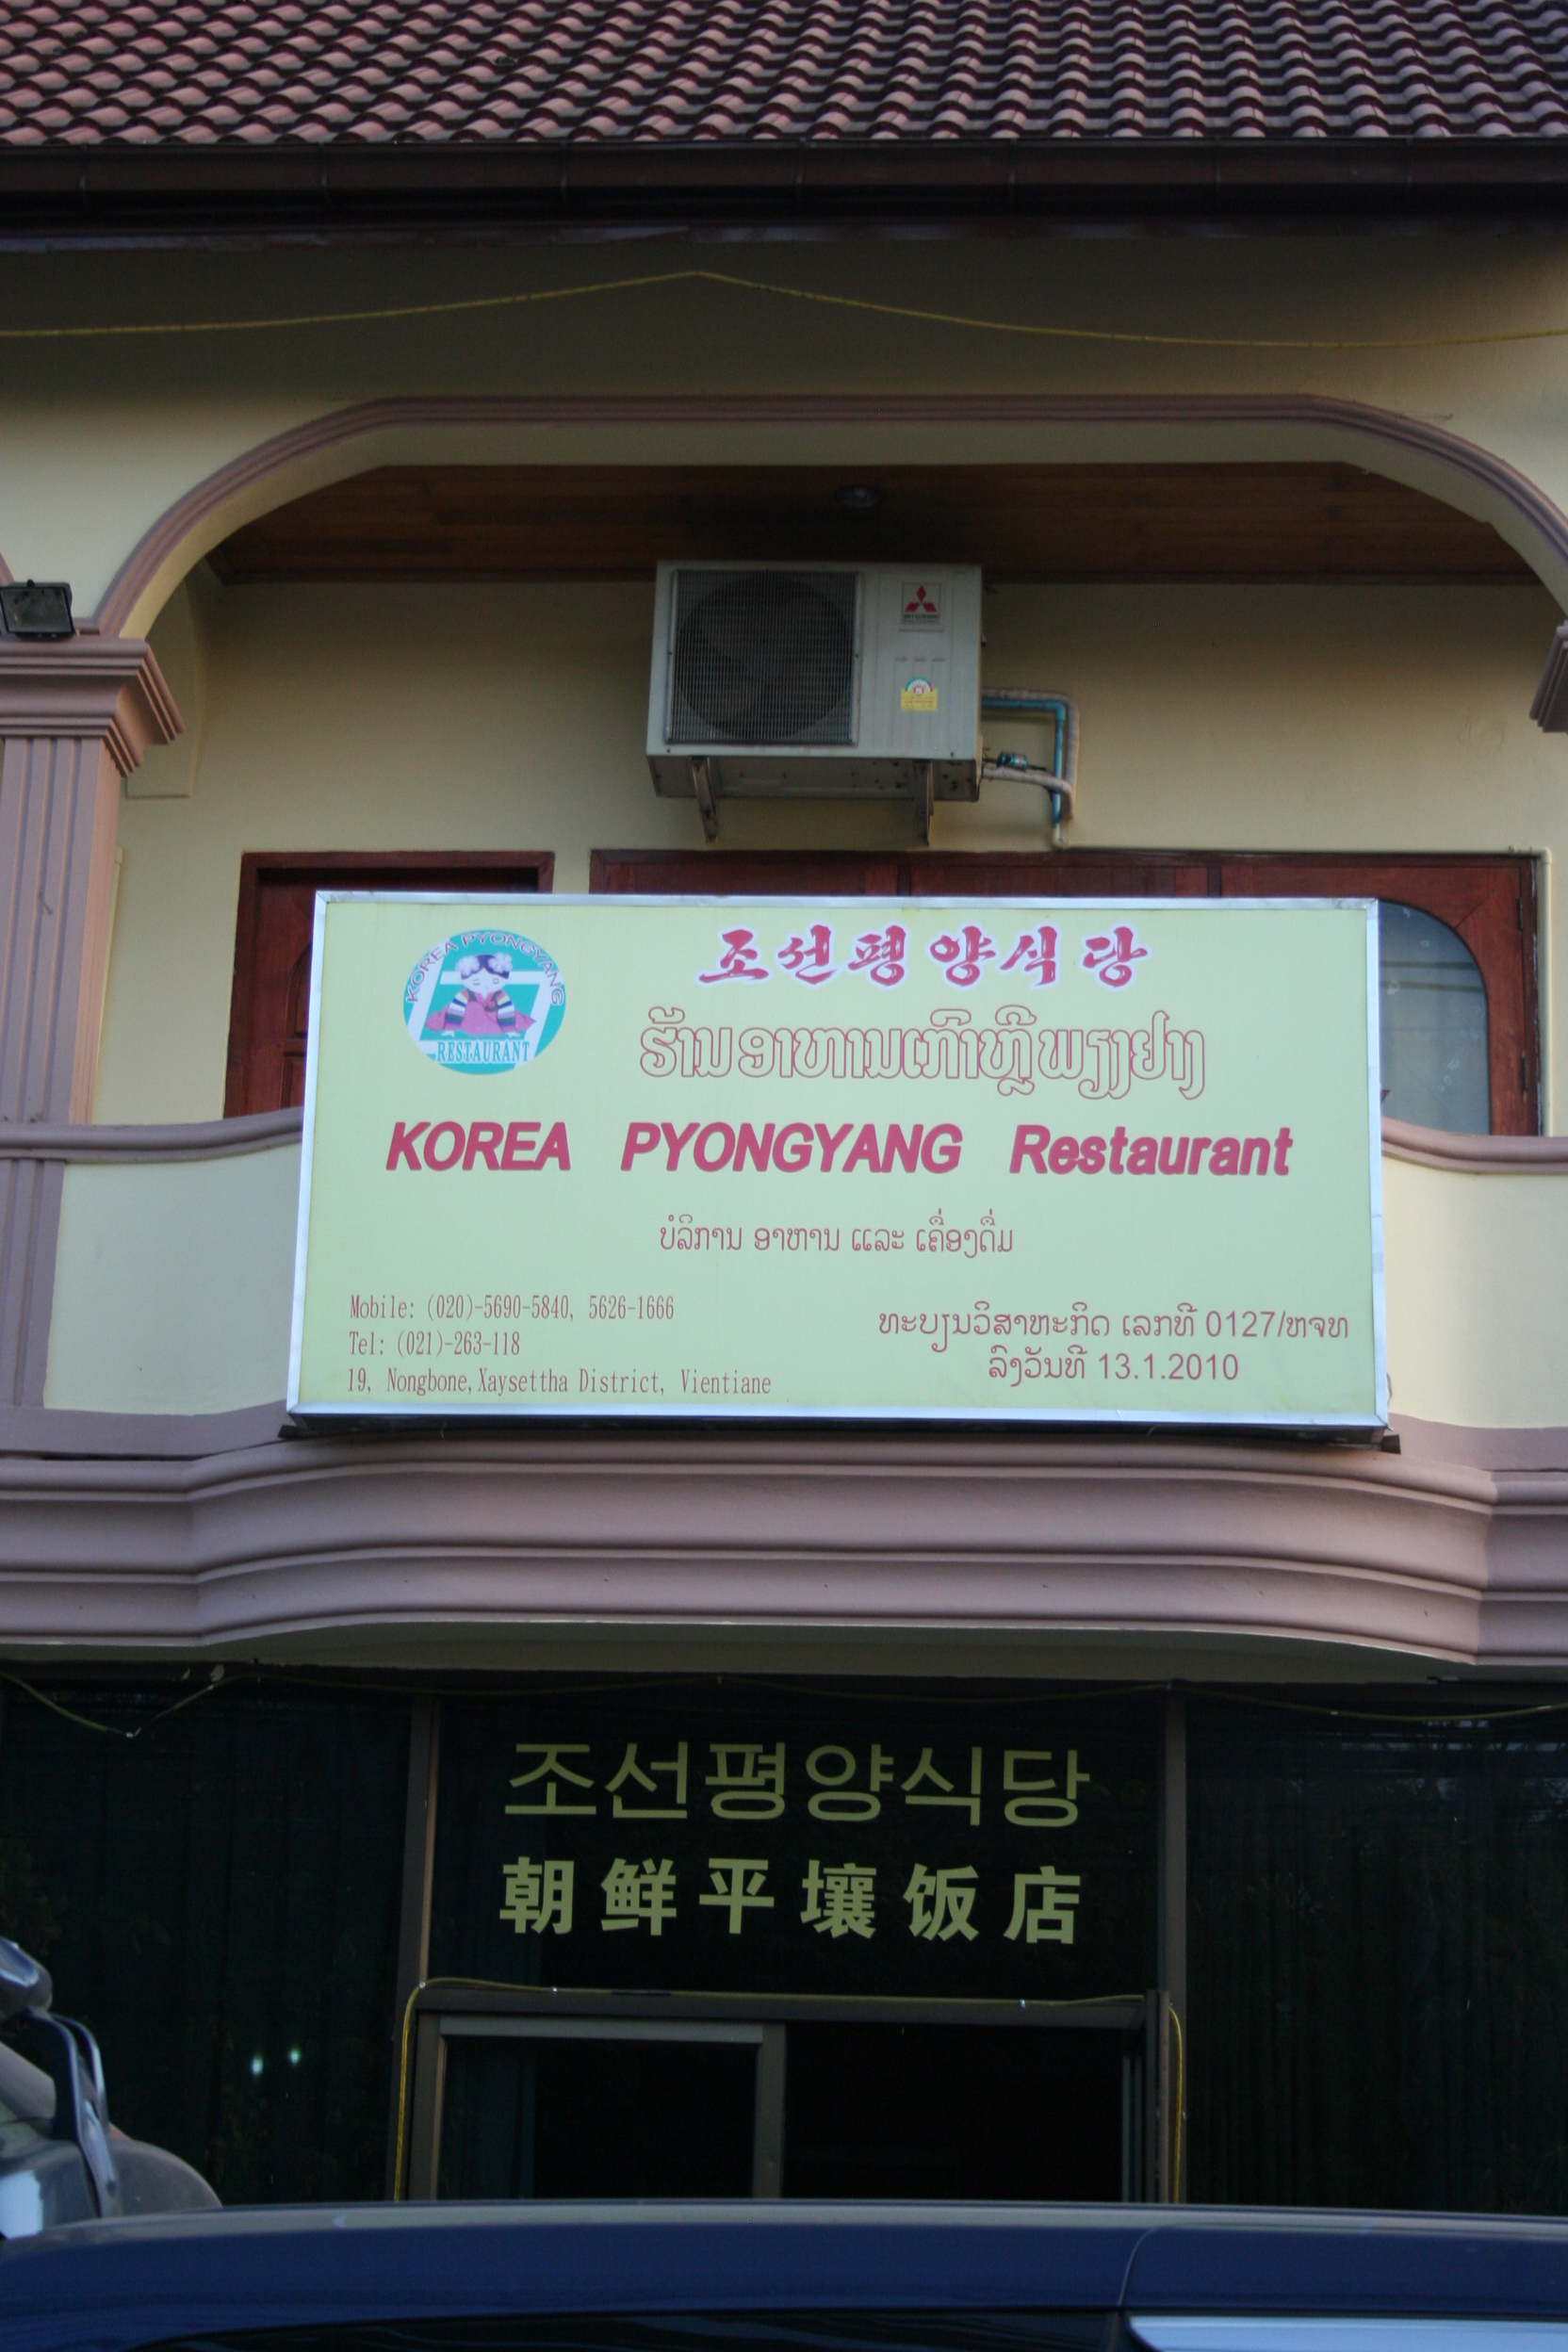 MITSUBISHI
KOREA PYONGYANG
RESTAURANT
조선평양식당
ຮ້ານອາຫານເກົາຫຼີພຽງຢາງ
KOREA PYONGYANG Restaurant
ບໍລິການ ອາຫານ ແລະ ເຄື່ອງດື່ມ
Mobile: (020)-5690-5840, 5626-1666
Tel: (021)-263-118
19, Nongbone, Xaysettha District, Vientiane
ທະບຽນວິສາຫະກິດ ເລກທີ 0127/ຫຈທ
ລົງວັນທີ 13.1.2010
조선평양식당
朝鲜平壤饭店